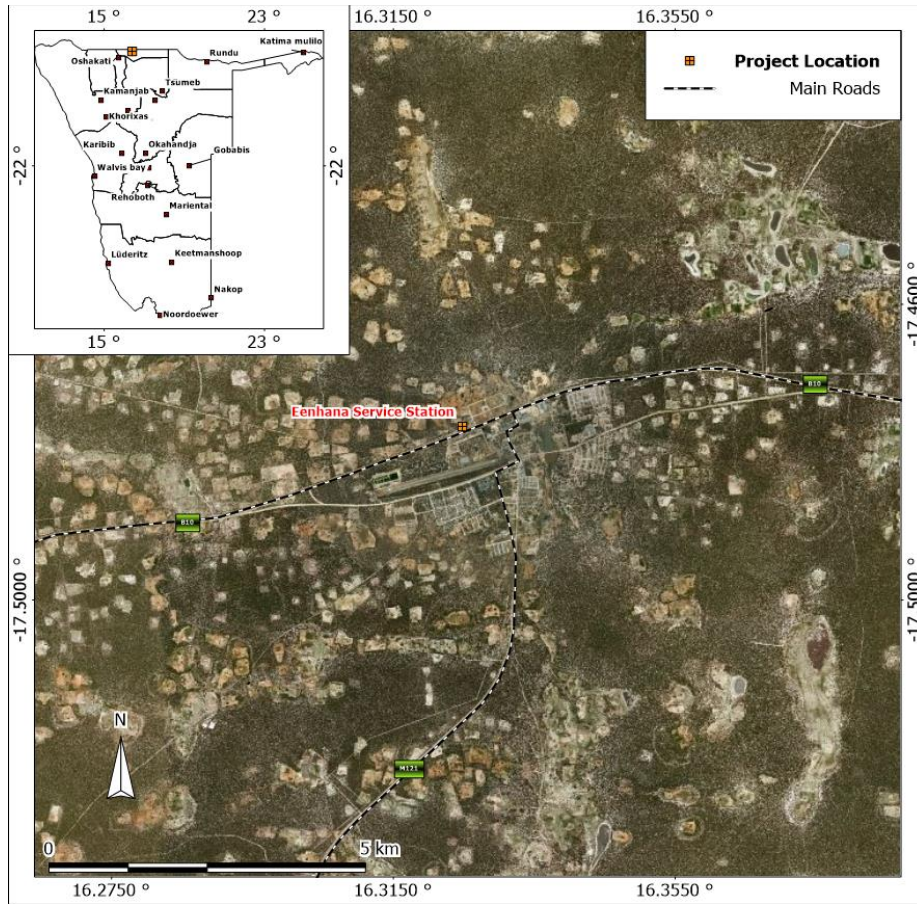 15 °
23 °
16.3150 °
16.3550 °
Katima mulilo
Oshakati
Rundu
Tsumeb
Kamanjab
Khorixas
Karibib
Okahandja
Gobabis
-22
-22
Walvis bay
Rehoboth
Mariental
Lüderitz
Keetmanshoop
Nakop
Noordoewer
15 °
23 °
Project Location
Main Roads
-17.4600 °
B10
Eenhana Service Station
B10
-17.5000 °
-17.5000 °
N
M121
0
5 km
16.2750 °
16.3150 °
16.3550 °